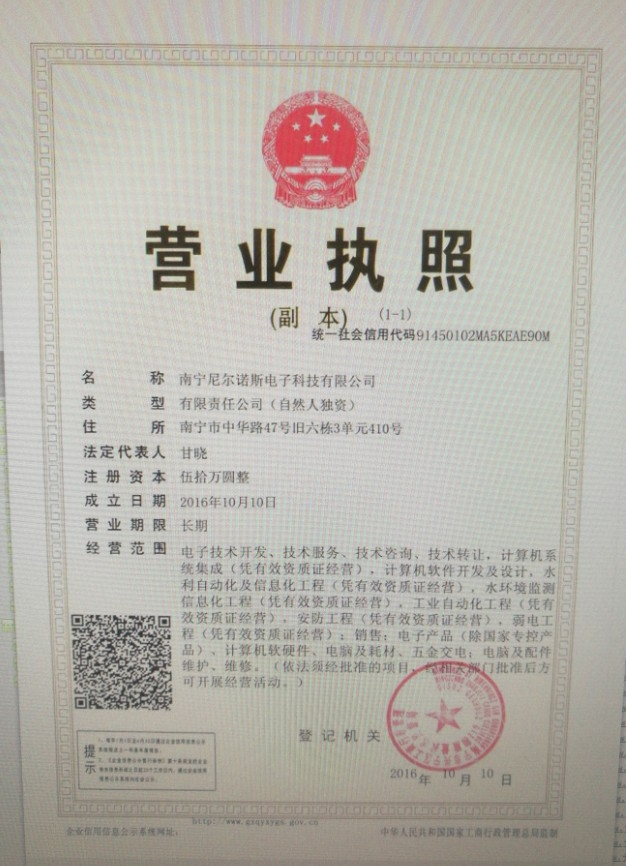 营业执照
(副 本) (1-1)
统一社会信用代码91450102MA5KEAE90M
名 称 南宁尼尔诺斯电子科技有限公司
类 型 有限责任公司（自然人独资）
住 所 南宁市中华路47号旧六栋3单元410号
法定代表人 甘晓
注册资本 伍拾万圆整
成立日期 2016年10月10日
营业期限 长期
经营范围 电子技术开发、技术服务、技术咨询、技术转让，计算机系
统集成（凭有效资质证经营），计算机软件开发及设计，水
利自动化及信息化工程（凭有效资质证经营），水环境监测
信息化工程（凭有效资质证经营），工业自动化工程（凭有
效资质证经营），安防工程（凭有效资质证经营），弱电工
程（凭有效资质证经营）；销售：电子产品（除国家专控产
品）、计算机软硬件、电脑及耗材、五金交电；电脑及配件
维护、维修。（依法须经批准的项目，经相关部门批准后方
可开展经营活动。）
登记机关
2016年 10月 10日
提示
http://www.gxqyxygs.gov.cn
企业信用信息公示系统网址：
中华人民共和国国家工商行政管理总局监制